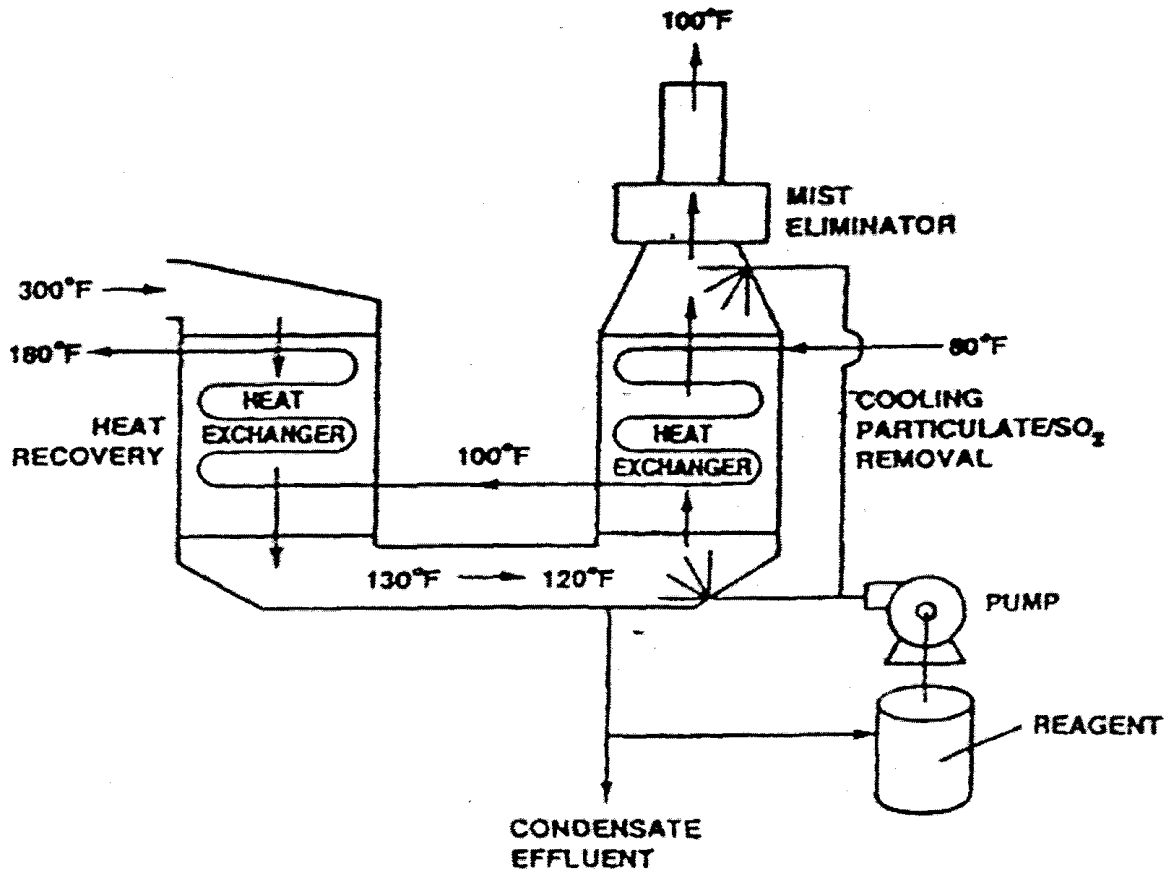 100°F
MIST
ELIMINATOR
300°F
180°F
HEAT
EXCHANGER
HEAT
RECOVERY
100°F
HEAT
EXCHANGER
80°F
COOLING
PARTICULATE/SO₂
REMOVAL
130°F
120°F
PUMP
REAGENT
CONDENSATE
EFFLUENT